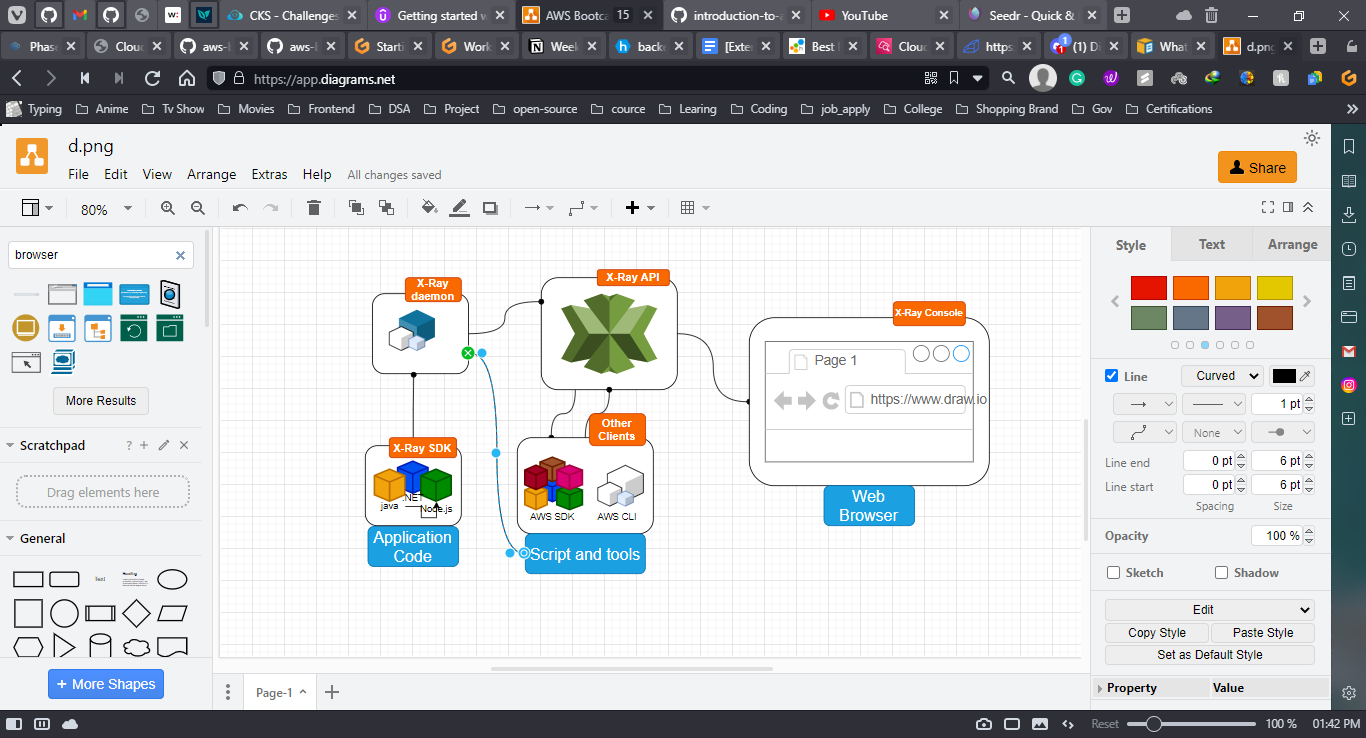 CKS - Challenges
Getting started w
AWS Bootca
15
introduction-to-a
YouTube
Seedr - Quick &
Phase
Cloud
aws-l
aws-l
Starti
Work
Week
backe
[Exter
Best
Cloud
https
(1) D
What
d.png
https://app.diagrams.net
Typing
Anime
Tv Show
Movies
Frontend
DSA
Project
open-source
cource
Learing
Coding
job_apply
College
Shopping Brand
Gov
Certifications
d.png
File
Edit
View
Arrange
Extras
Help
All changes saved
Share
80%
browser
More Results
Scratchpad
?
Drag elements here
General
Text
+ More Shapes
X-Ray
daemon
X-Ray API
X-Ray Console
Page 1
https://www.draw.io
Other
Clients
X-Ray SDK
.NET
java
Node.js
AWS SDK
AWS CLI
Application
Code
Script and tools
Web
Browser
Page-1
Style
Text
Arrange
Line
Curved
1 pt
None
Line end
0 pt
6 pt
Line start
0 pt
6 pt
Spacing
Size
Opacity
100 %
Sketch
Shadow
Edit
Copy Style
Paste Style
Set as Default Style
Property
Value
Reset
100 %
01:42 PM